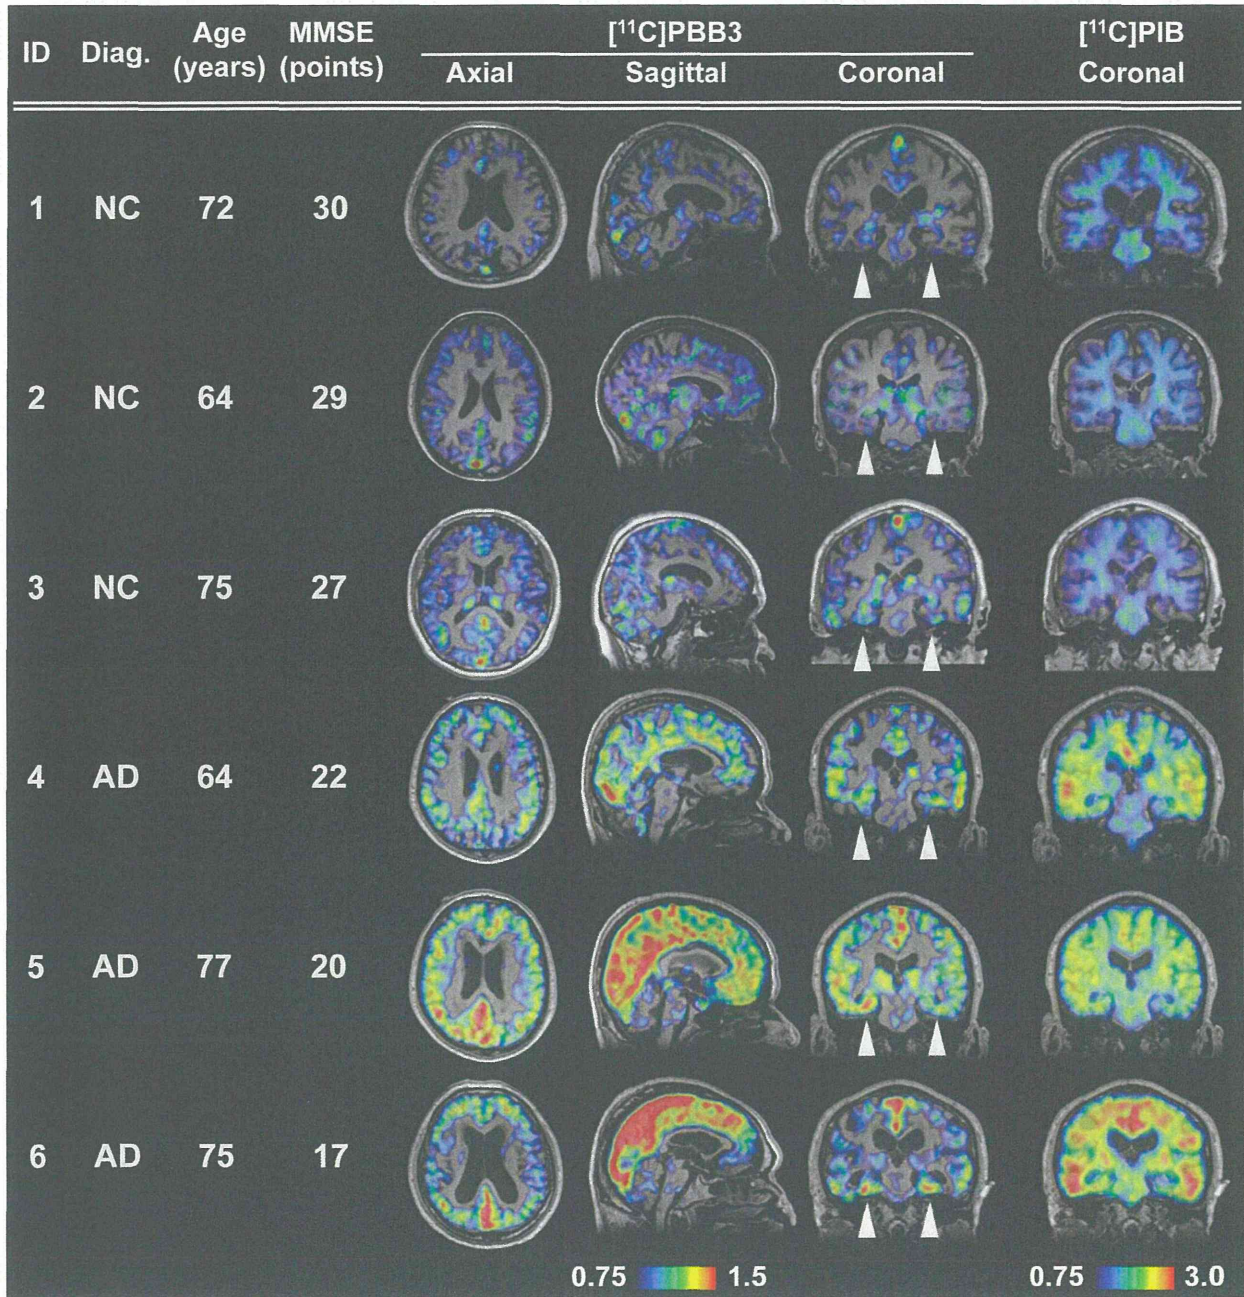 ID Diag. Age (years) MMSE (points) [¹¹C]PBB3 [¹¹C]PIB
Axial Sagittal Coronal Coronal
1 NC 72 30
2 NC 64 29
3 NC 75 27
4 AD 64 22
5 AD 77 20
6 AD 75 17
0.75 1.5 0.75 3.0